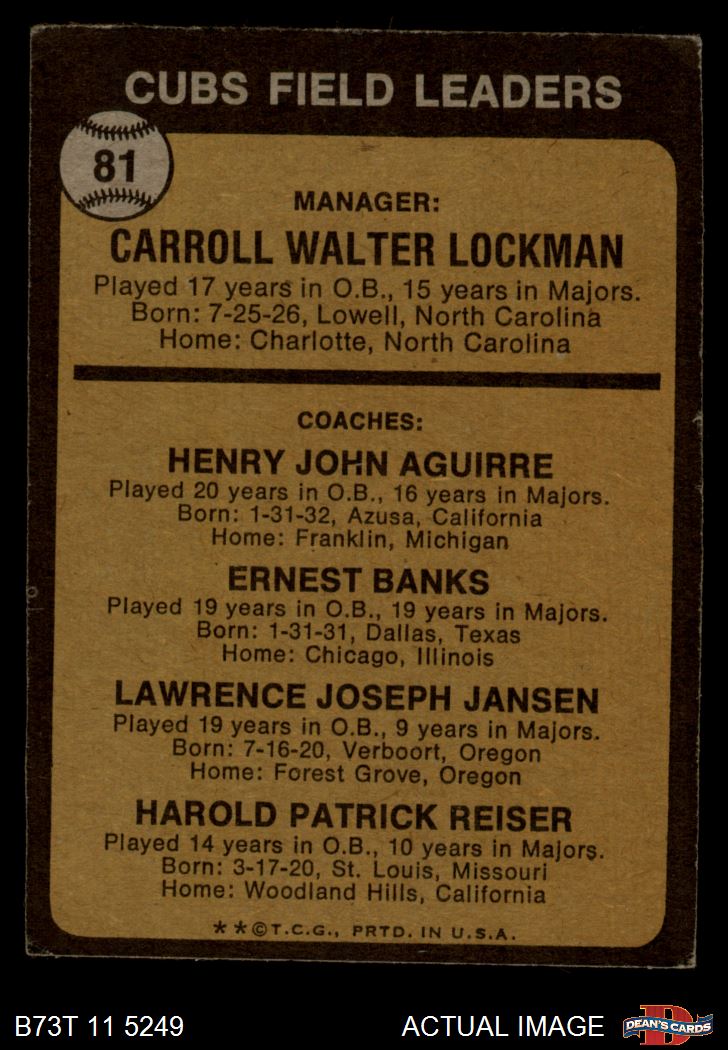 CUBS FIELD LEADERS
81
MANAGER:
CARROLL WALTER LOCKMAN
Played 17 years in O.B., 15 years in Majors.
Born: 7-25-26, Lowell, North Carolina
Home: Charlotte, North Carolina
COACHES:
HENRY JOHN AGUIRRE
Played 20 years in O.B., 16 years in Majors.
Born: 1-31-32, Azusa, California
Home: Franklin, Michigan
ERNEST BANKS
Played 19 years in O.B., 19 years in Majors.
Born: 1-31-31, Dallas, Texas
Home: Chicago, Illinois
LAWRENCE JOSEPH JANSEN
Played 19 years in O.B., 9 years in Majors.
Born: 7-16-20, Verboort, Oregon
Home: Forest Grove, Oregon
HAROLD PATRICK REISER
Played 14 years in O.B., 10 years in Majors.
Born: 3-17-20, St. Louis, Missouri
Home: Woodland Hills, California
**©T.C.G., PRTD. IN U.S.A.
B73T 11 5249
ACTUAL IMAGE
D
DEAN'S CARDS